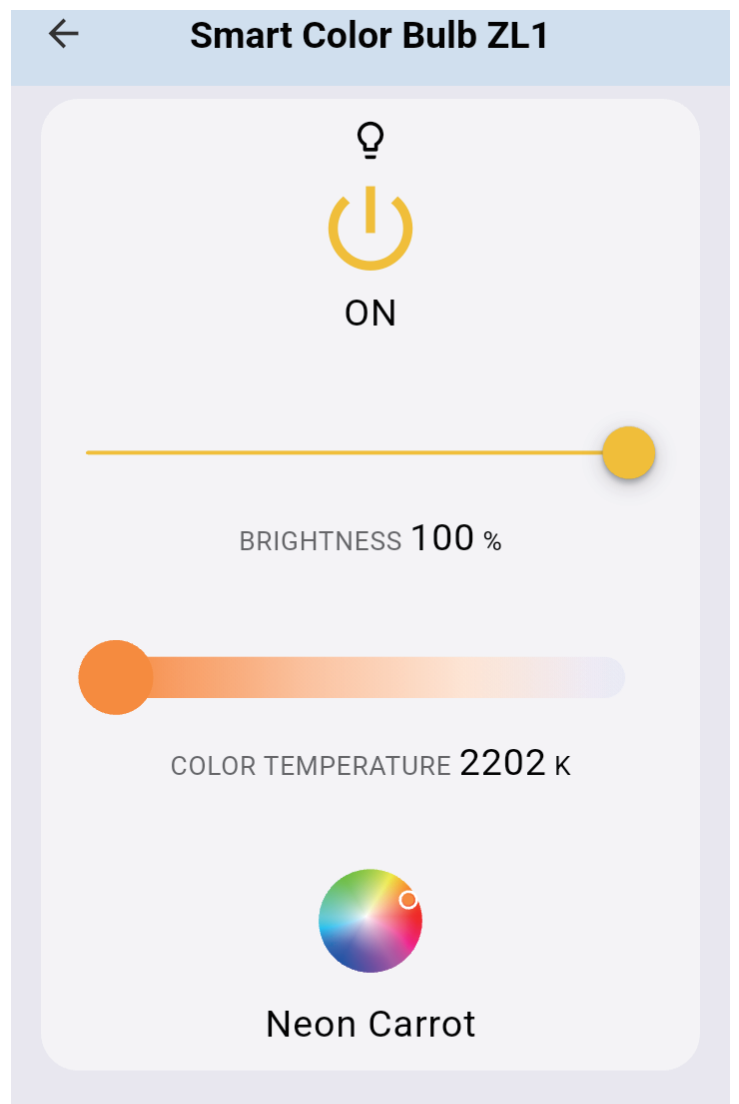 Smart Color Bulb ZL1
ON
BRIGHTNESS 100 %
COLOR TEMPERATURE 2202 K
Neon Carrot